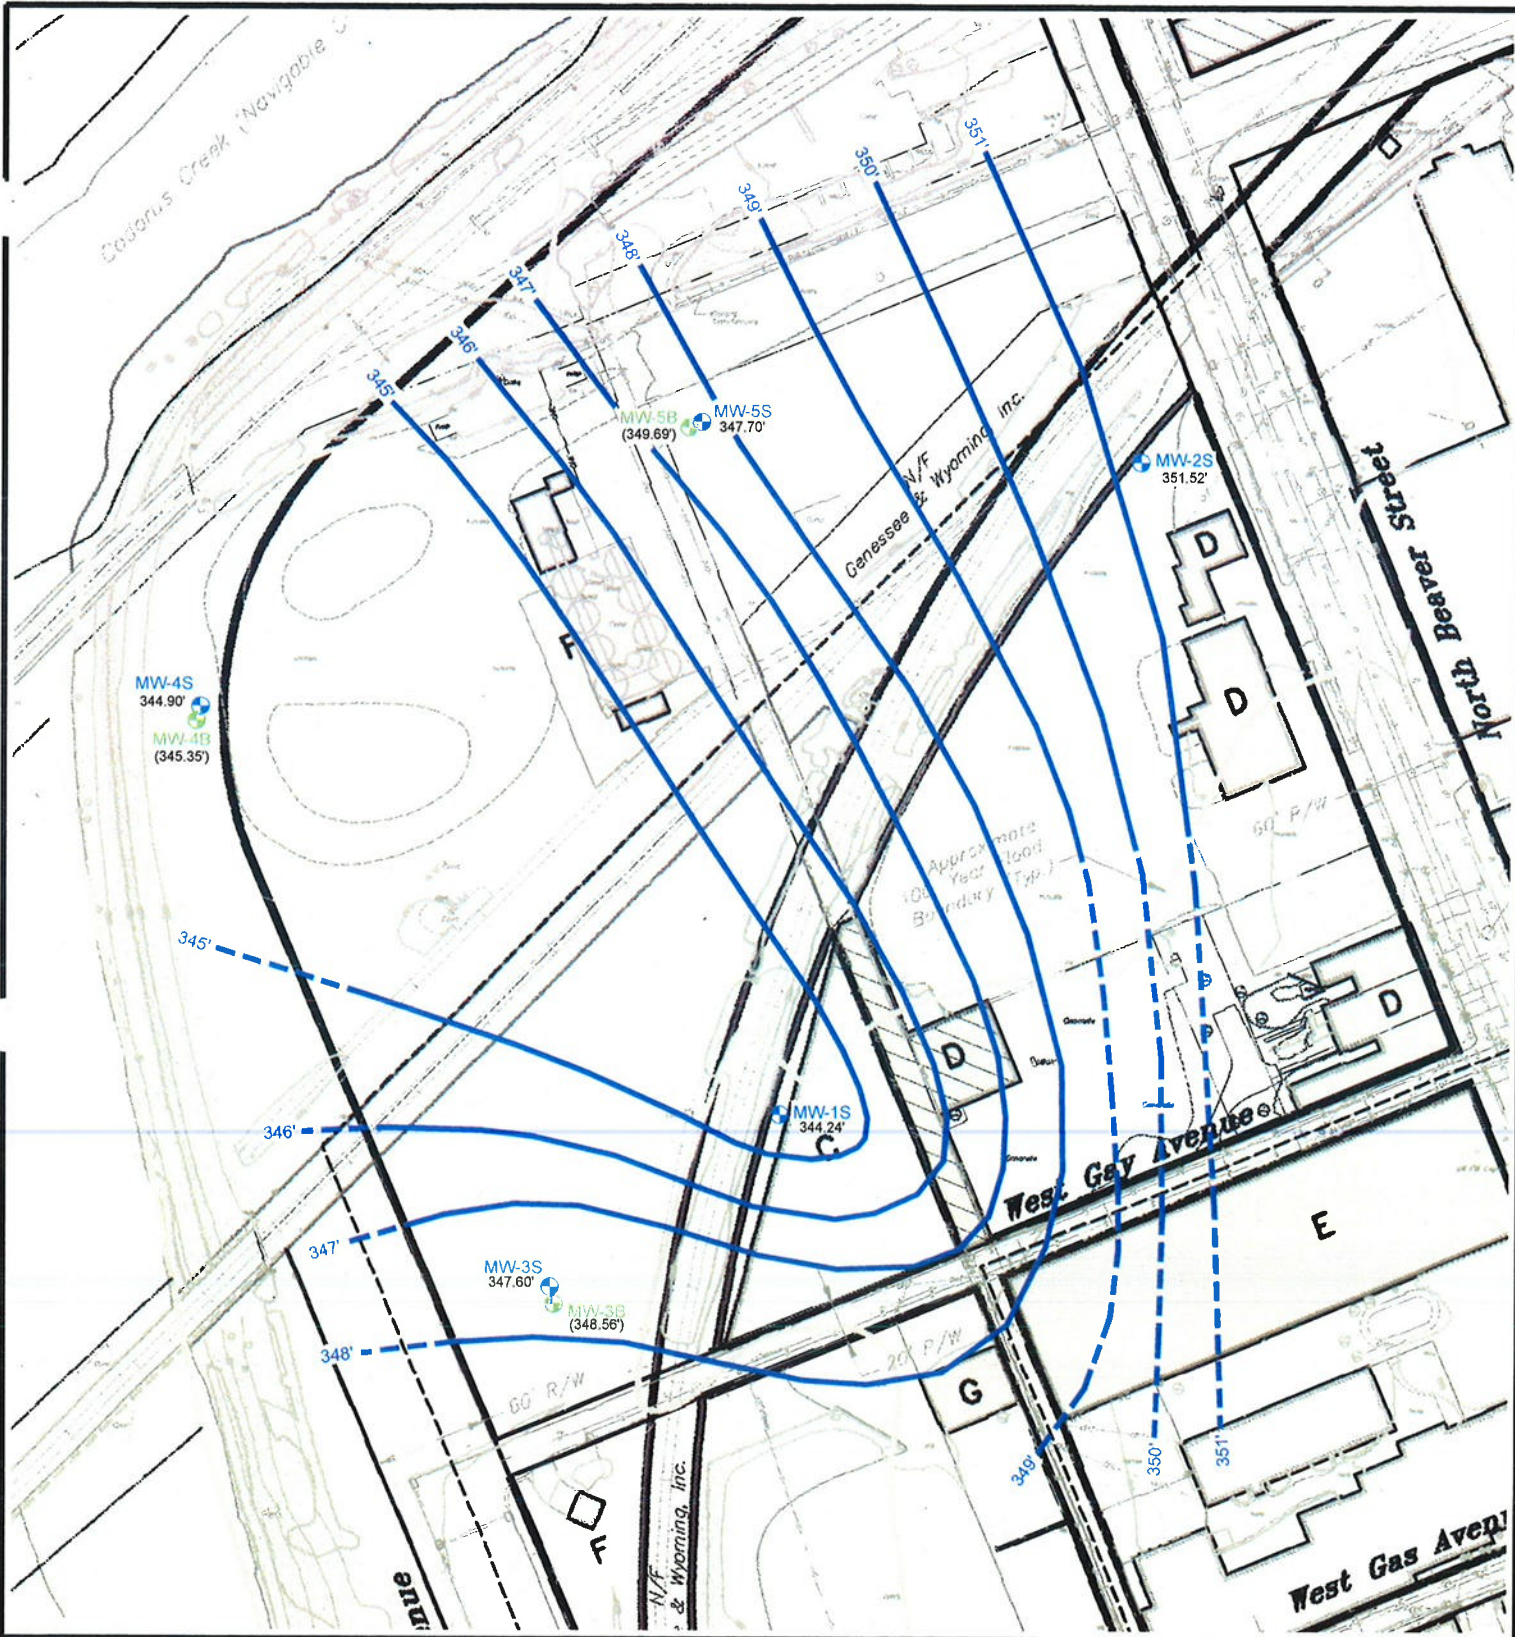 Codorus Creek ("Navigable
351'
350'
349'
348'
347'
346'
345'
MW-5B
(349.69')
MW-5S
347.70'
N/F
Genessee & Wyoming Inc.
MW-2S
351.52'
North Beaver Street
D
F
MW-4S
344.90'
MW-4B
(345.35')
D
60' R/W
Approximate
100 Year Flood
Boundary (Typ.)
345'
D
D
346'
MW-1S
344.24'
C
West Gay Avenue
E
347'
MW-3S
347.60'
MW-3B
(348.56')
348'
20' R/W
60' R/W
G
349'
350'
351'
F
N/F
& Wyoming, Inc.
West Gas Avenu
nue